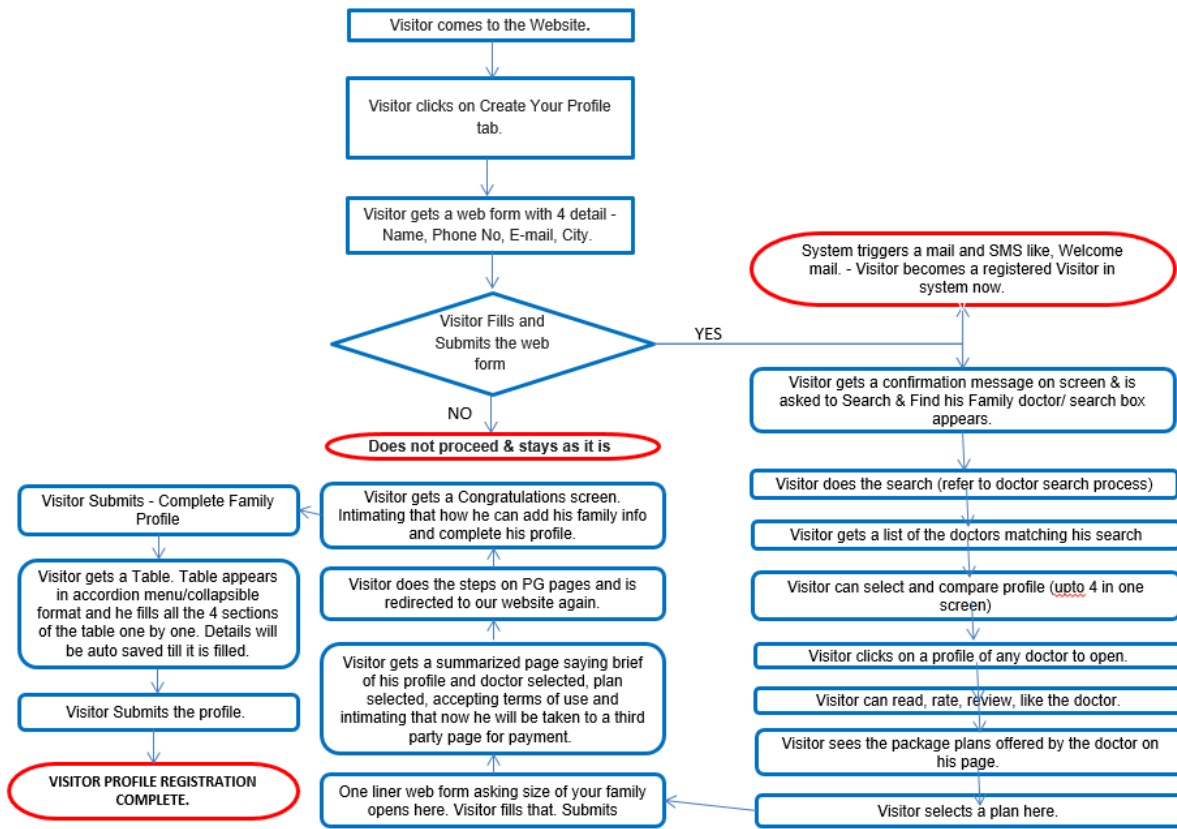 Visitor comes to the Website.
Visitor clicks on Create Your Profile
tab.
Visitor gets a web form with 4 detail -
Name, Phone No, E-mail, City.
Visitor Fills and
Submits the web
form
YES
NO
Does not proceed & stays as it is
System triggers a mail and SMS like, Welcome
mail. - Visitor becomes a registered Visitor in
system now.
Visitor gets a confirmation message on screen & is
asked to Search & Find his Family doctor/ search box
appears.
Visitor does the search (refer to doctor search process)
Visitor gets a list of the doctors matching his search
Visitor can select and compare profile (upto 4 in one
screen)
Visitor clicks on a profile of any doctor to open.
Visitor can read, rate, review, like the doctor.
Visitor sees the package plans offered by the doctor on
his page.
Visitor selects a plan here.
One liner web form asking size of your family
opens here. Visitor fills that. Submits
Visitor gets a summarized page saying brief
of his profile and doctor selected, plan
selected, accepting terms of use and
intimating that now he will be taken to a third
party page for payment.
Visitor does the steps on PG pages and is
redirected to our website again.
Visitor gets a Congratulations screen.
Intimating that how he can add his family info
and complete his profile.
Visitor Submits - Complete Family
Profile
Visitor gets a Table. Table appears
in accordion menu/collapsible
format and he fills all the 4 sections
of the table one by one. Details will
be auto saved till it is filled.
Visitor Submits the profile.
VISITOR PROFILE REGISTRATION
COMPLETE.